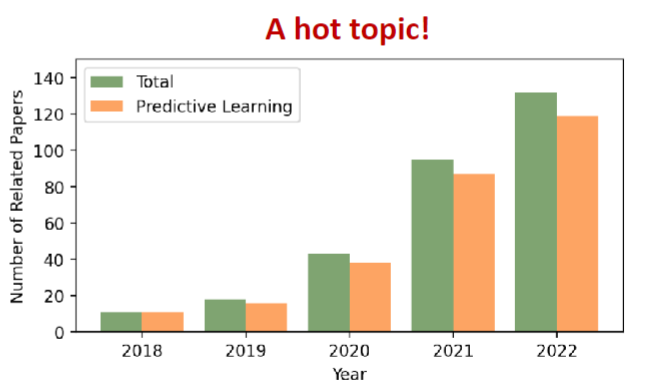 A hot topic!
Total
Predictive Learning
Number of Related Papers
140
120
100
80
60
40
20
0
2018 2019 2020 2021 2022
Year